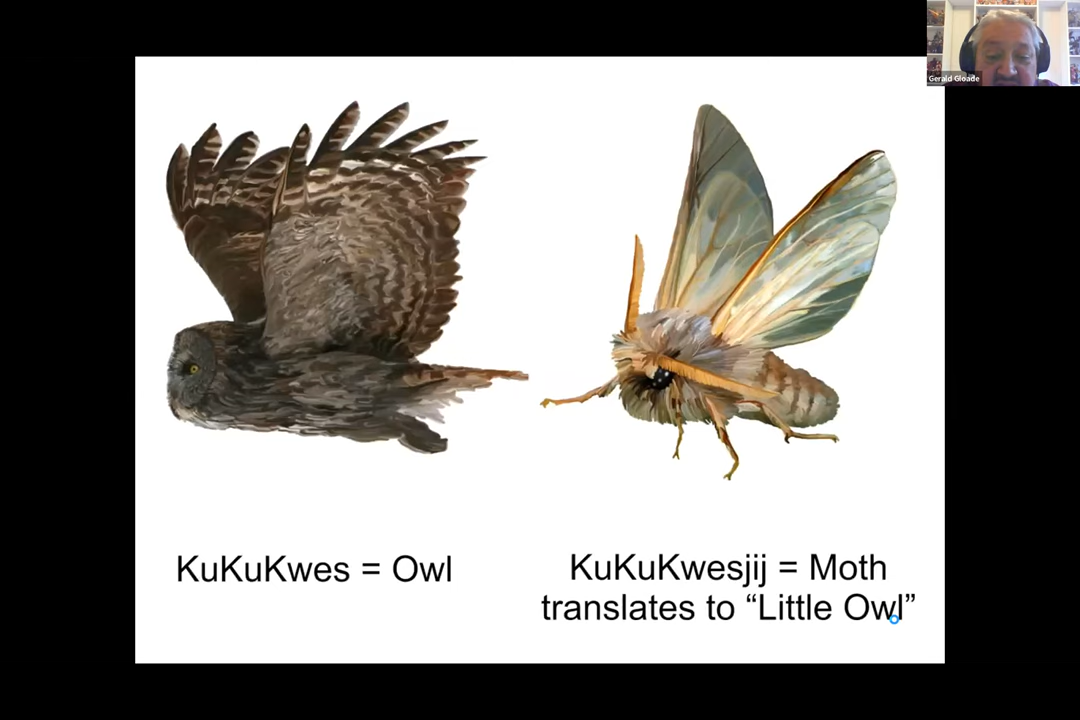 Gerald Gloade
KuKuKwes = Owl
KuKuKwesjij = Moth
translates to “Little Owl”